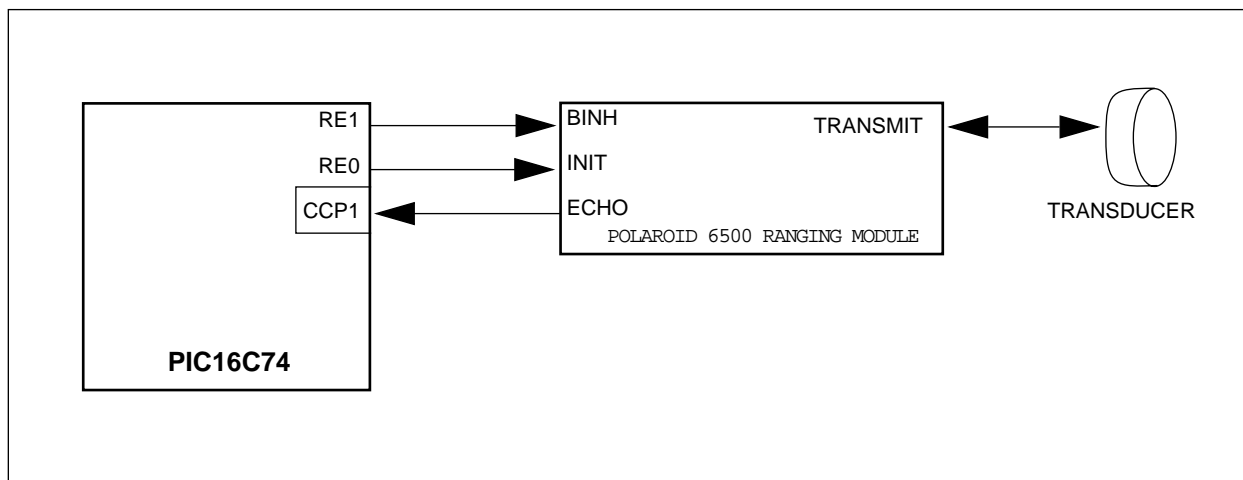 RE1
RE0
CCP1
PIC16C74
BINH
INIT
ECHO
TRANSMIT
POLAROID 6500 RANGING MODULE
TRANSDUCER